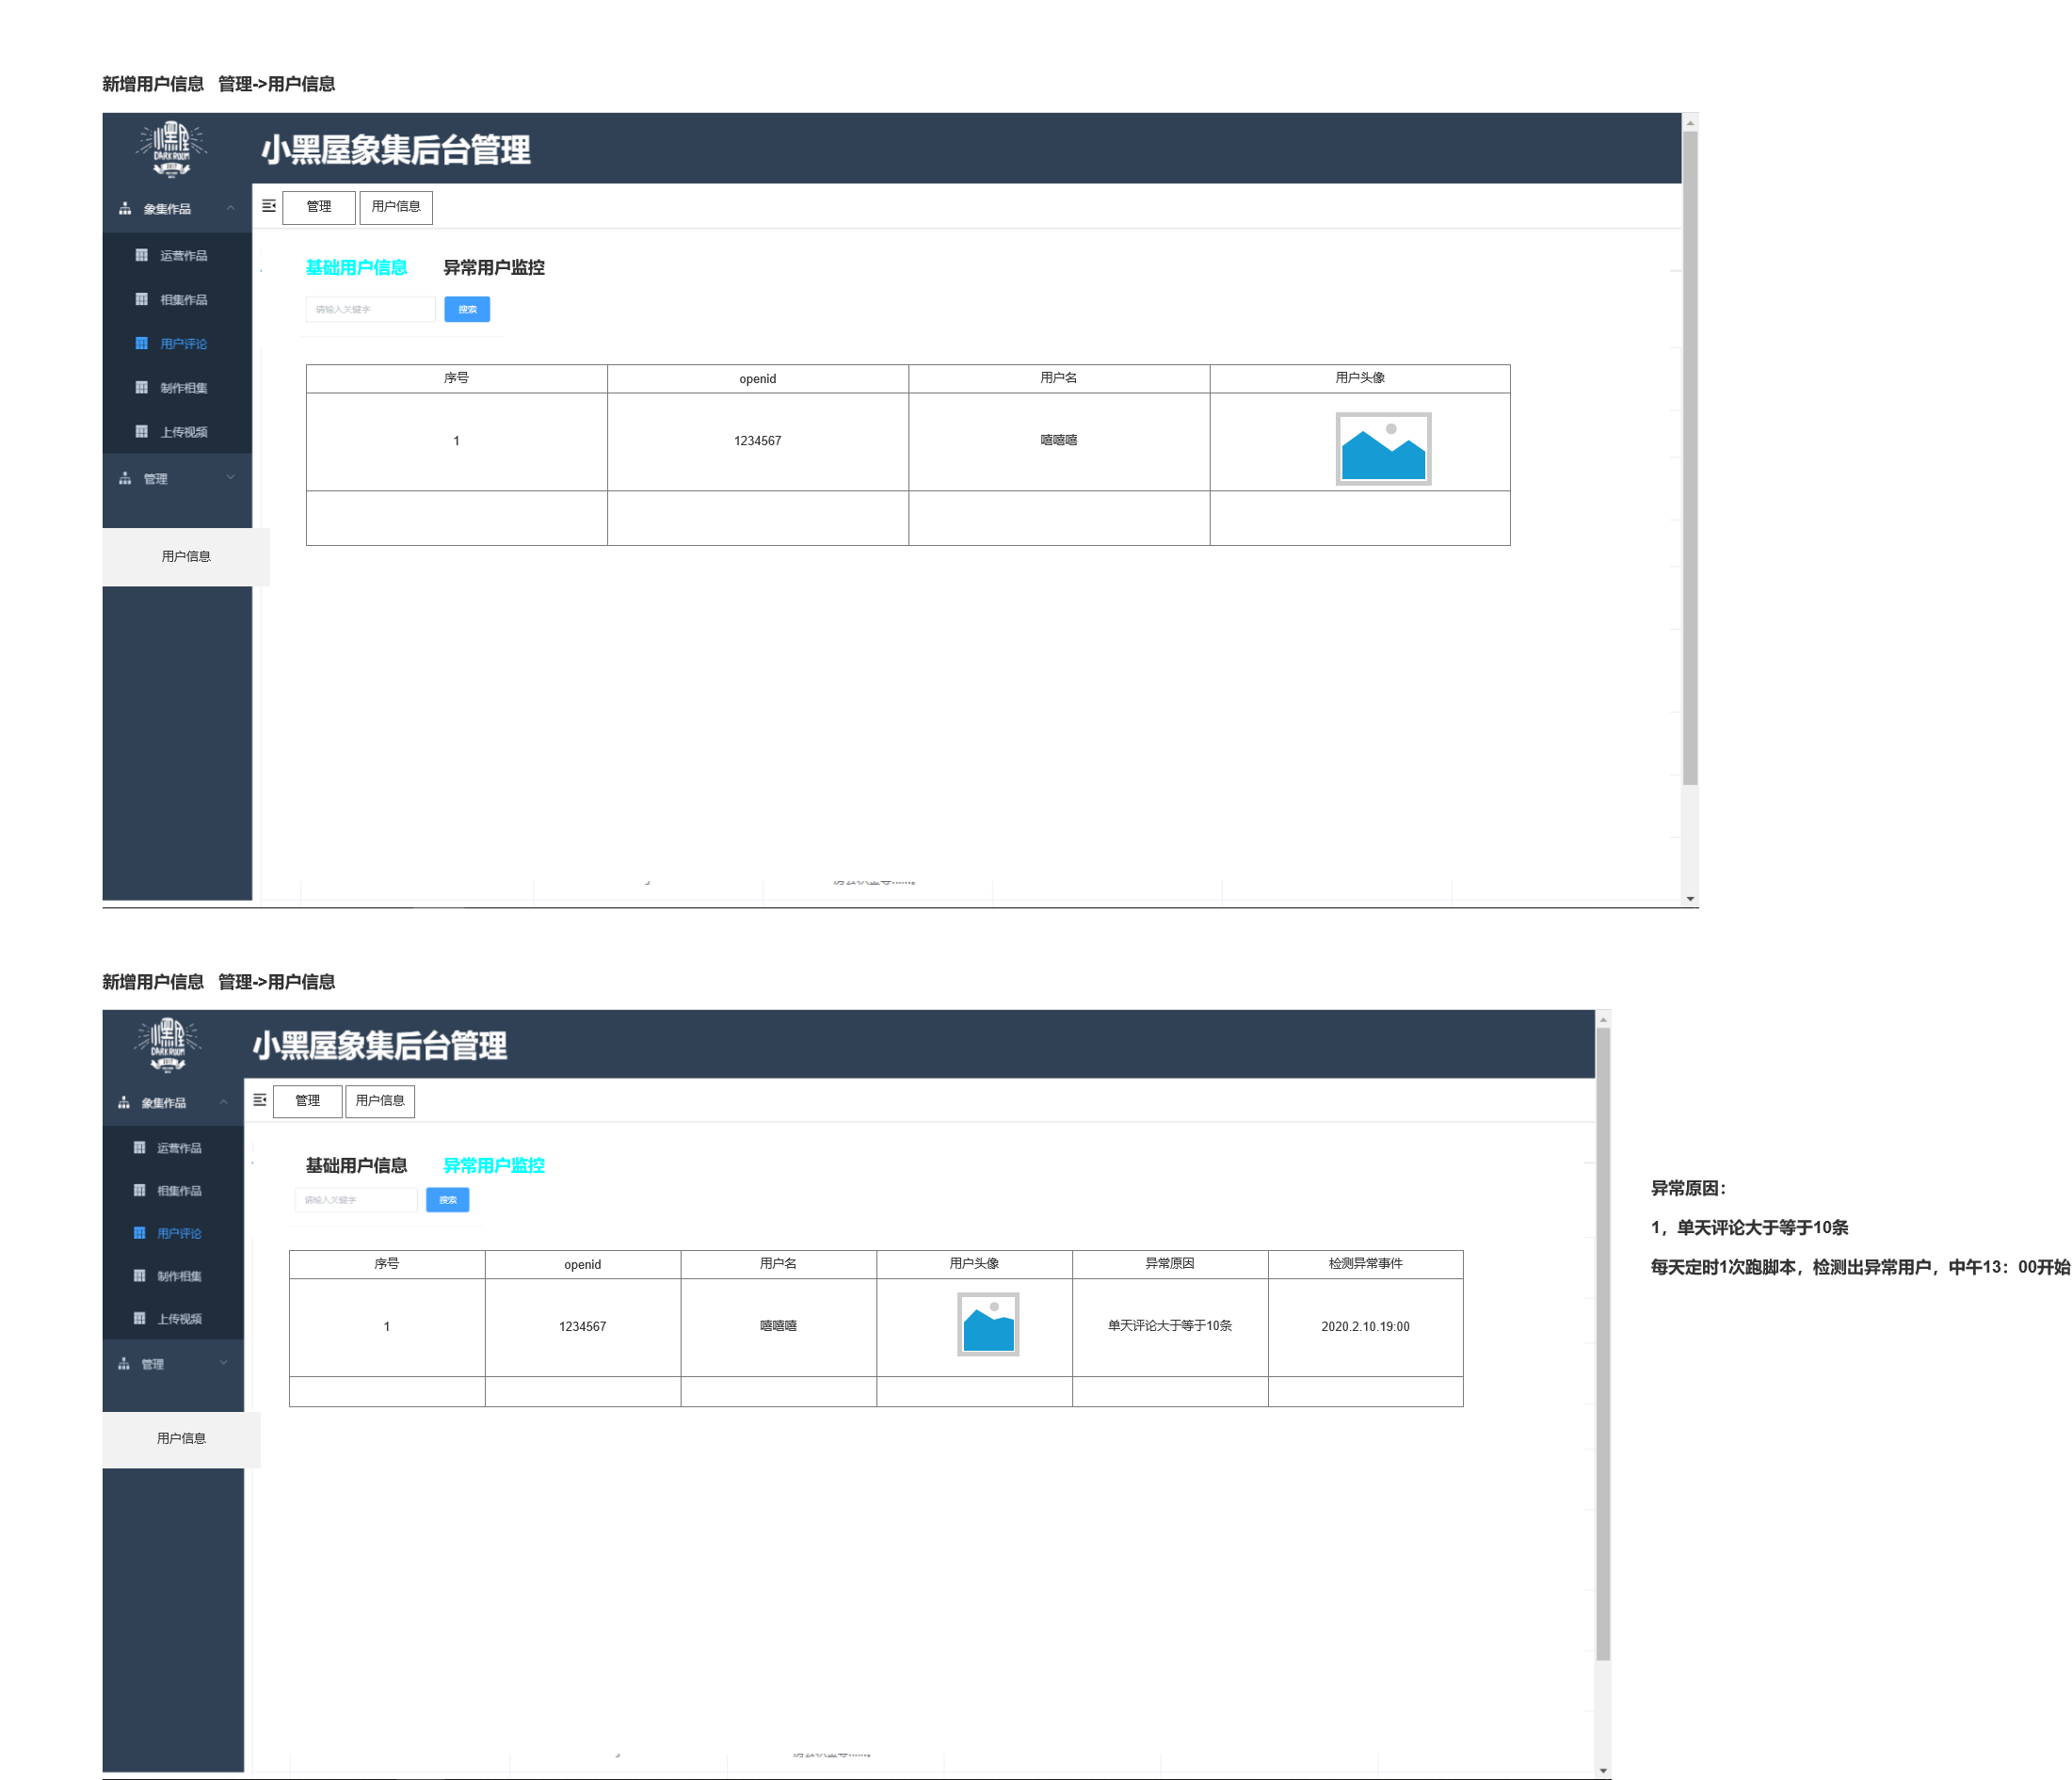 新增用户信息 管理->用户信息
小黑屋
DARK ROOM
小黑屋象集后台管理
象集作品
管理 用户信息
运营作品
基础用户信息 异常用户监控
相集作品
请输入关键字 搜索
用户评论
序号 openid 用户名 用户头像
制作相集
上传视频
1 1234567 嘻嘻嘻
管理
用户信息
新增用户信息 管理->用户信息
小黑屋
DARK ROOM
小黑屋象集后台管理
象集作品
管理 用户信息
运营作品
基础用户信息 异常用户监控
相集作品
请输入关键字 搜索
用户评论
序号 openid 用户名 用户头像 异常原因 检测异常事件
制作相集
上传视频
1 1234567 嘻嘻嘻 单天评论大于等于10条 2020.2.10.19:00
管理
用户信息
异常原因：
1，单天评论大于等于10条
每天定时1次跑脚本，检测出异常用户，中午13：00开始